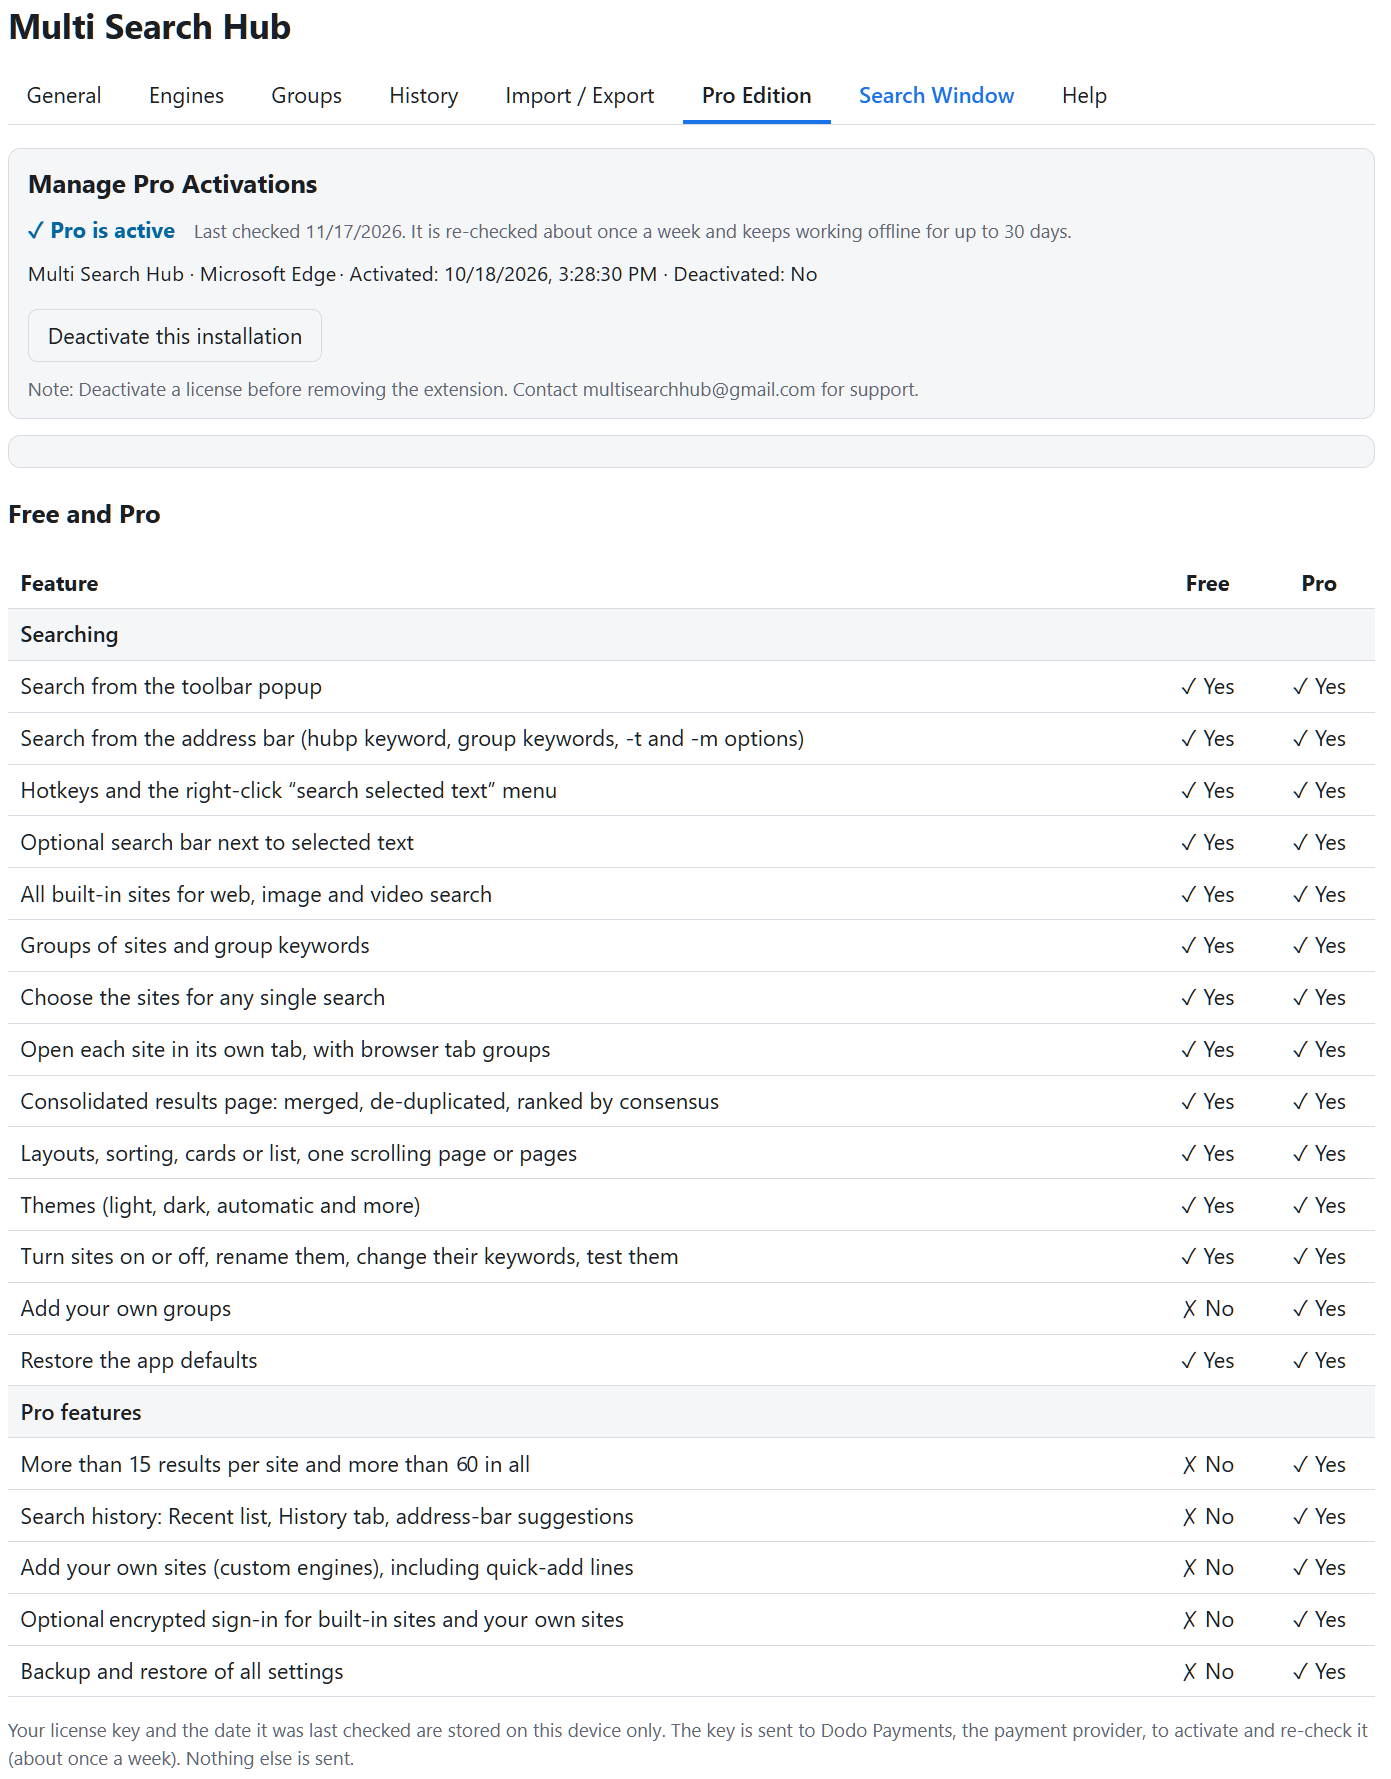 Multi Search Hub
General Engines Groups History Import / Export Pro Edition Search Window Help
Manage Pro Activations
✓ Pro is active Last checked 11/17/2026. It is re-checked about once a week and keeps working offline for up to 30 days.
Multi Search Hub · Microsoft Edge · Activated: 10/18/2026, 3:28:30 PM · Deactivated: No
Deactivate this installation
Note: Deactivate a license before removing the extension. Contact multisearchhub@gmail.com for support.
Free and Pro
Feature Free Pro
Searching
Search from the toolbar popup ✓ Yes ✓ Yes
Search from the address bar (hubp keyword, group keywords, -t and -m options) ✓ Yes ✓ Yes
Hotkeys and the right-click “search selected text” menu ✓ Yes ✓ Yes
Optional search bar next to selected text ✓ Yes ✓ Yes
All built-in sites for web, image and video search ✓ Yes ✓ Yes
Groups of sites and group keywords ✓ Yes ✓ Yes
Choose the sites for any single search ✓ Yes ✓ Yes
Open each site in its own tab, with browser tab groups ✓ Yes ✓ Yes
Consolidated results page: merged, de-duplicated, ranked by consensus ✓ Yes ✓ Yes
Layouts, sorting, cards or list, one scrolling page or pages ✓ Yes ✓ Yes
Themes (light, dark, automatic and more) ✓ Yes ✓ Yes
Turn sites on or off, rename them, change their keywords, test them ✓ Yes ✓ Yes
Add your own groups ✗ No ✓ Yes
Restore the app defaults ✓ Yes ✓ Yes
Pro features
More than 15 results per site and more than 60 in all ✗ No ✓ Yes
Search history: Recent list, History tab, address-bar suggestions ✗ No ✓ Yes
Add your own sites (custom engines), including quick-add lines ✗ No ✓ Yes
Optional encrypted sign-in for built-in sites and your own sites ✗ No ✓ Yes
Backup and restore of all settings ✗ No ✓ Yes
Your license key and the date it was last checked are stored on this device only. The key is sent to Dodo Payments, the payment provider, to activate and re-check it
(about once a week). Nothing else is sent.